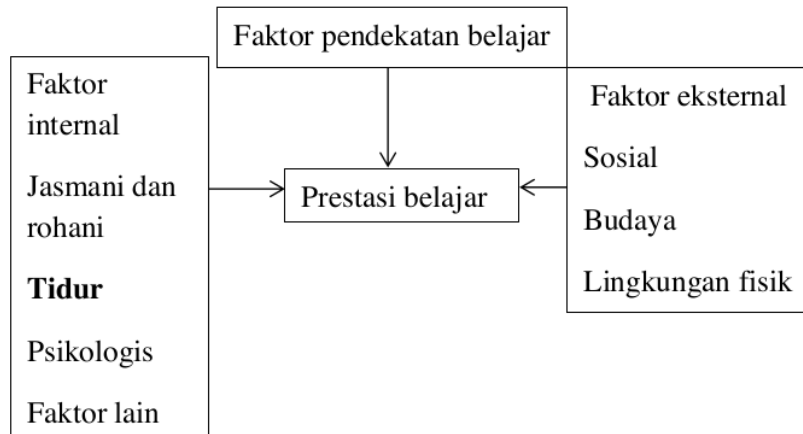 Faktor pendekatan belajar
Faktor
internal
Jasmani dan
rohani
Tidur
Psikologis
Faktor lain
Prestasi belajar
Faktor eksternal
Sosial
Budaya
Lingkungan fisik